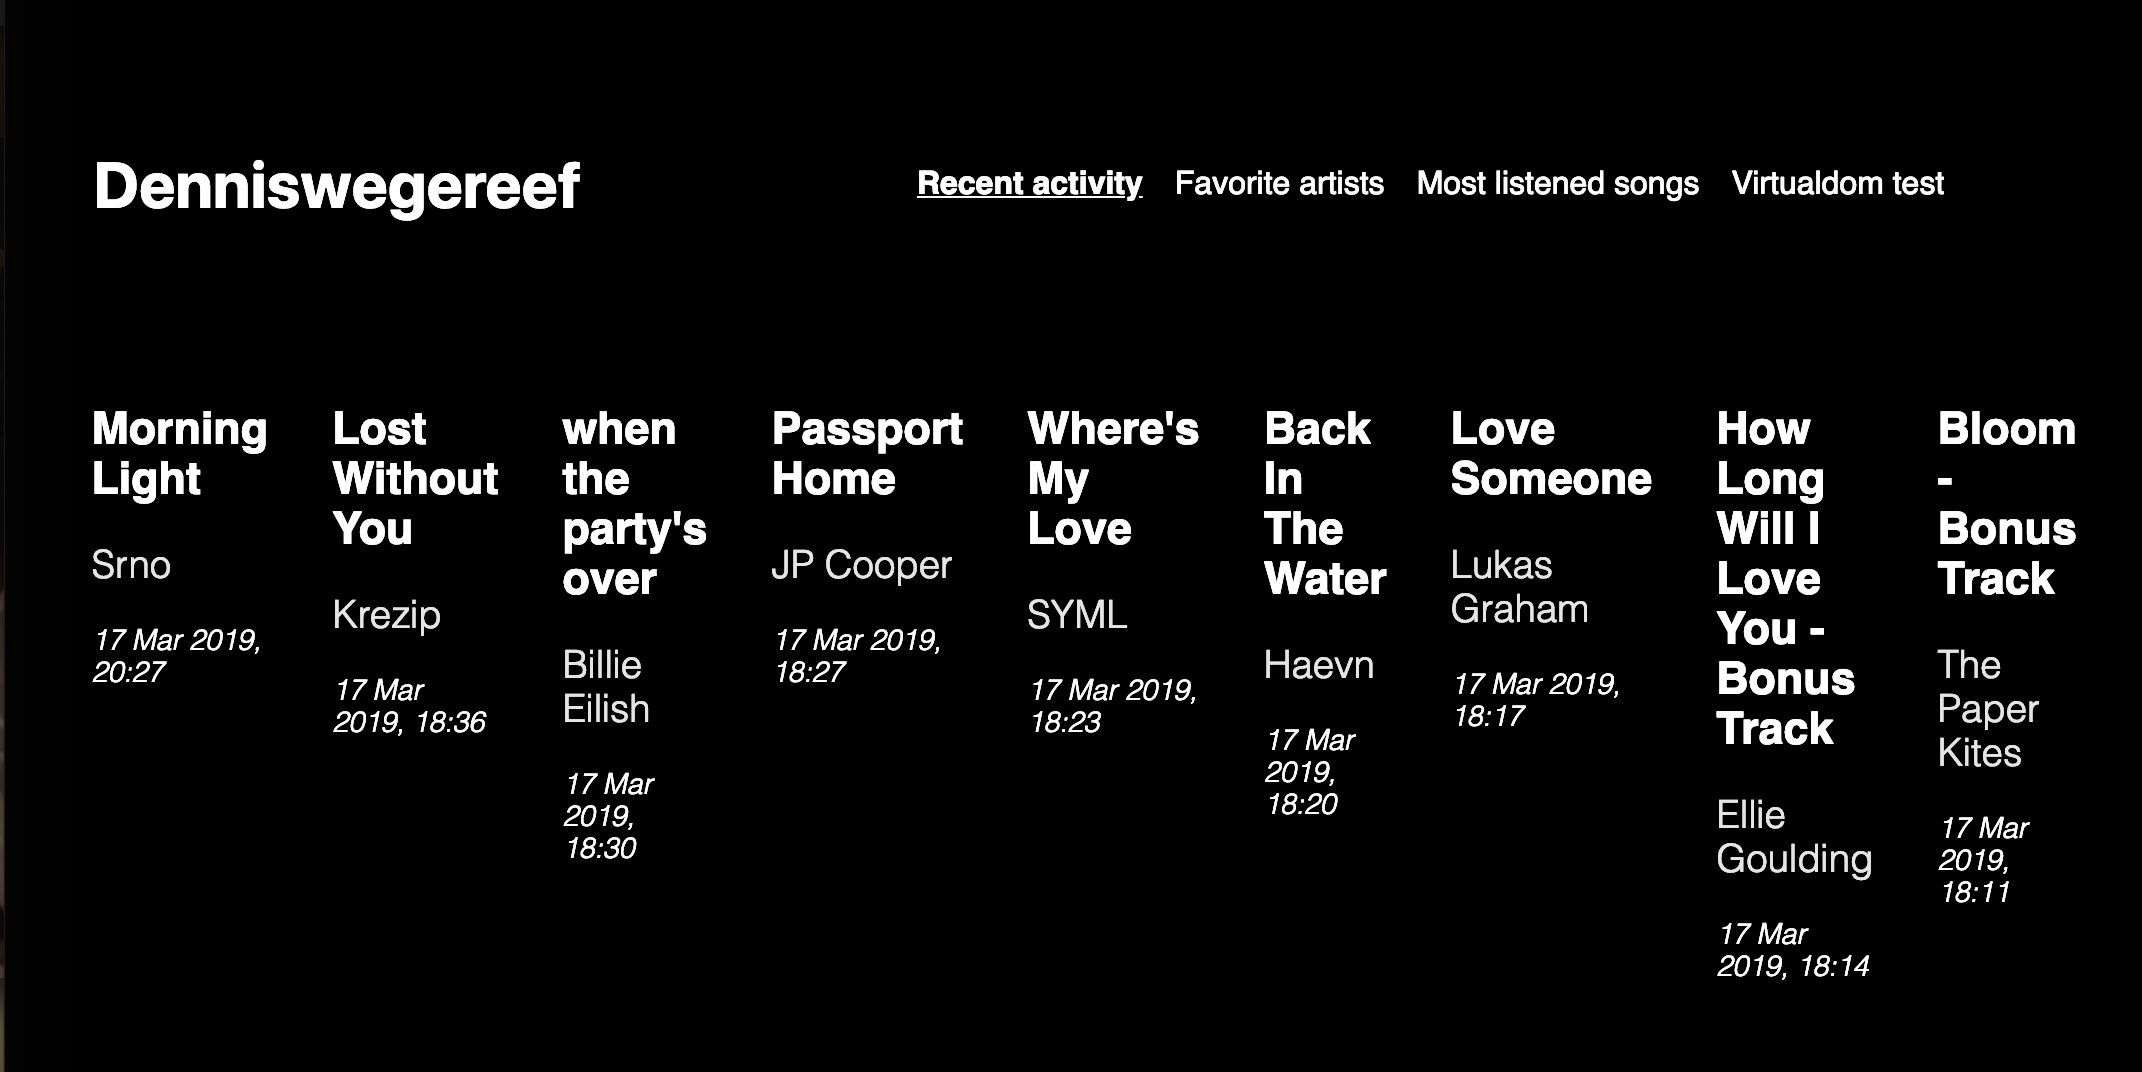 Denniswegereef
Recent activity Favorite artists Most listened songs Virtualdom test
Morning
Light
Srno
17 Mar 2019,
20:27
Lost
Without
You
Krezip
17 Mar
2019, 18:36
when
the
party's
over
Billie
Eilish
17 Mar
2019,
18:30
Passport
Home
JP Cooper
17 Mar 2019,
18:27
Where's
My
Love
SYML
17 Mar 2019,
18:23
Back
In
The
Water
Haevn
17 Mar
2019,
18:20
Love
Someone
Lukas
Graham
17 Mar 2019,
18:17
How
Long
Will I
Love
You -
Bonus
Track
Ellie
Goulding
17 Mar
2019, 18:14
Bloom
-
Bonus
Track
The
Paper
Kites
17 Mar
2019,
18:11